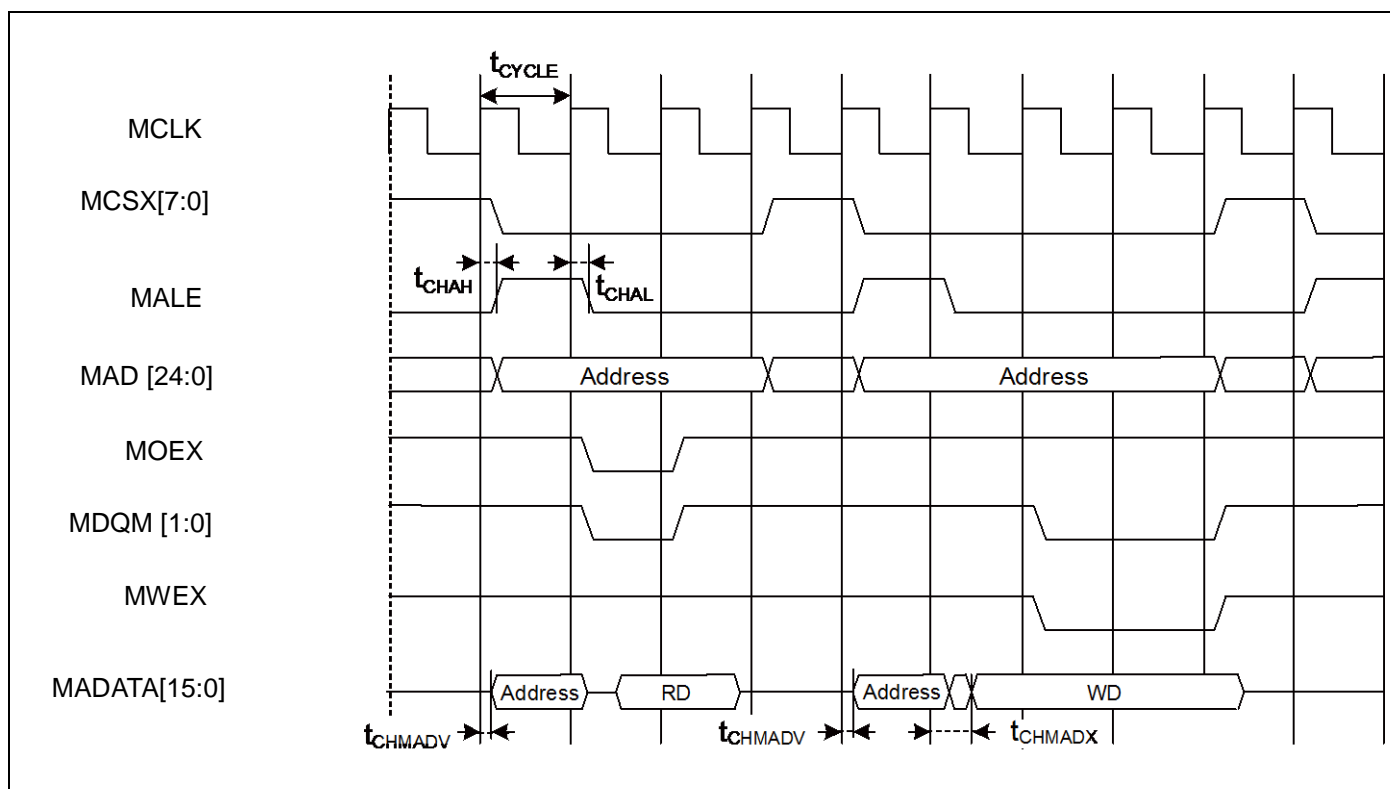 tCYCLE
MCLK
MCSX[7:0]
tCHAH
tCHAL
MALE
MAD [24:0]
Address
Address
MOEX
MDQM [1:0]
MWEX
MADATA[15:0]
Address
RD
Address
WD
tCHMADV
tCHMADV
tCHMADX